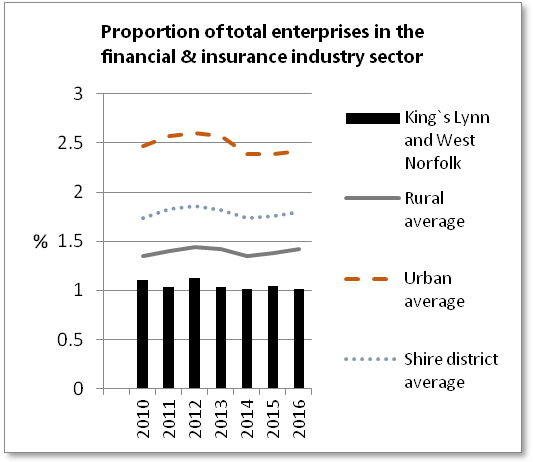 Proportion of total enterprises in the
financial & insurance industry sector
3
2.5
2
1.5
1
0.5
0
%
2010
2011
2012
2013
2014
2015
2016
King`s Lynn
and West
Norfolk
Rural
average
Urban
average
Shire district
average